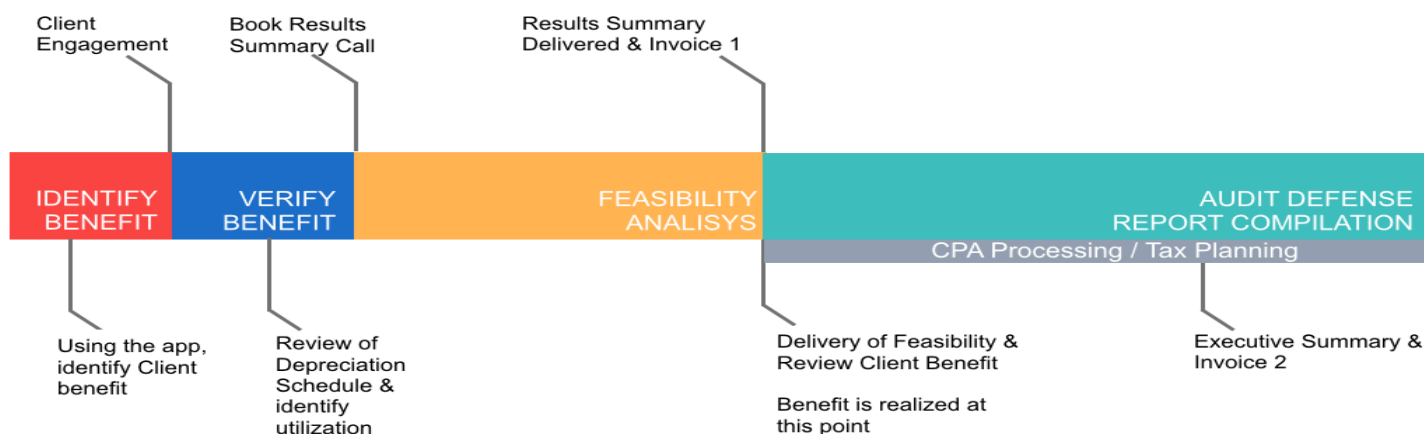 Client
Engagement
Book Results
Summary Call
Results Summary
Delivered & Invoice 1
IDENTIFY
BENEFIT
VERIFY
BENEFIT
FEASIBILITY
ANALISYS
AUDIT DEFENSE
REPORT COMPILATION
CPA Processing / Tax Planning
Using the app,
identify Client
benefit
Review of
Depreciation
Schedule &
identify
utilization
Delivery of Feasibility &
Review Client Benefit
Benefit is realized at
this point
Executive Summary &
Invoice 2